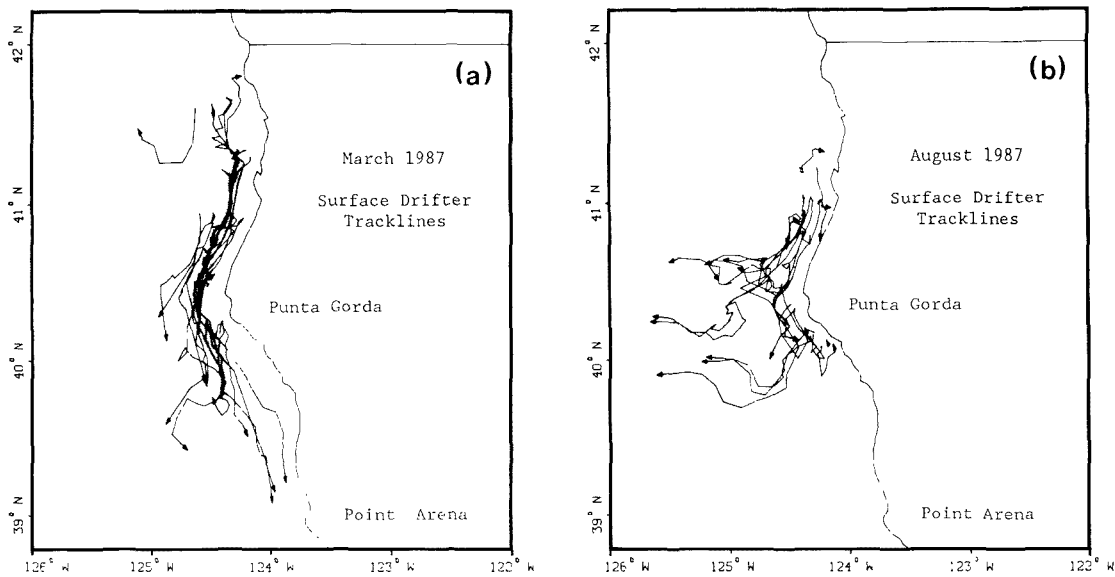 (a)
March 1987
Surface Drifter
Tracklines
Punta Gorda
Point Arena
42° N
41° N
40° N
39° N
126° W
125° W
124° W
123° W
122° W
(b)
August 1987
Surface Drifter
Tracklines
Punta Gorda
Point Arena
42° N
41° N
40° N
39° N
126° W
125° W
124° W
123° W
122° W